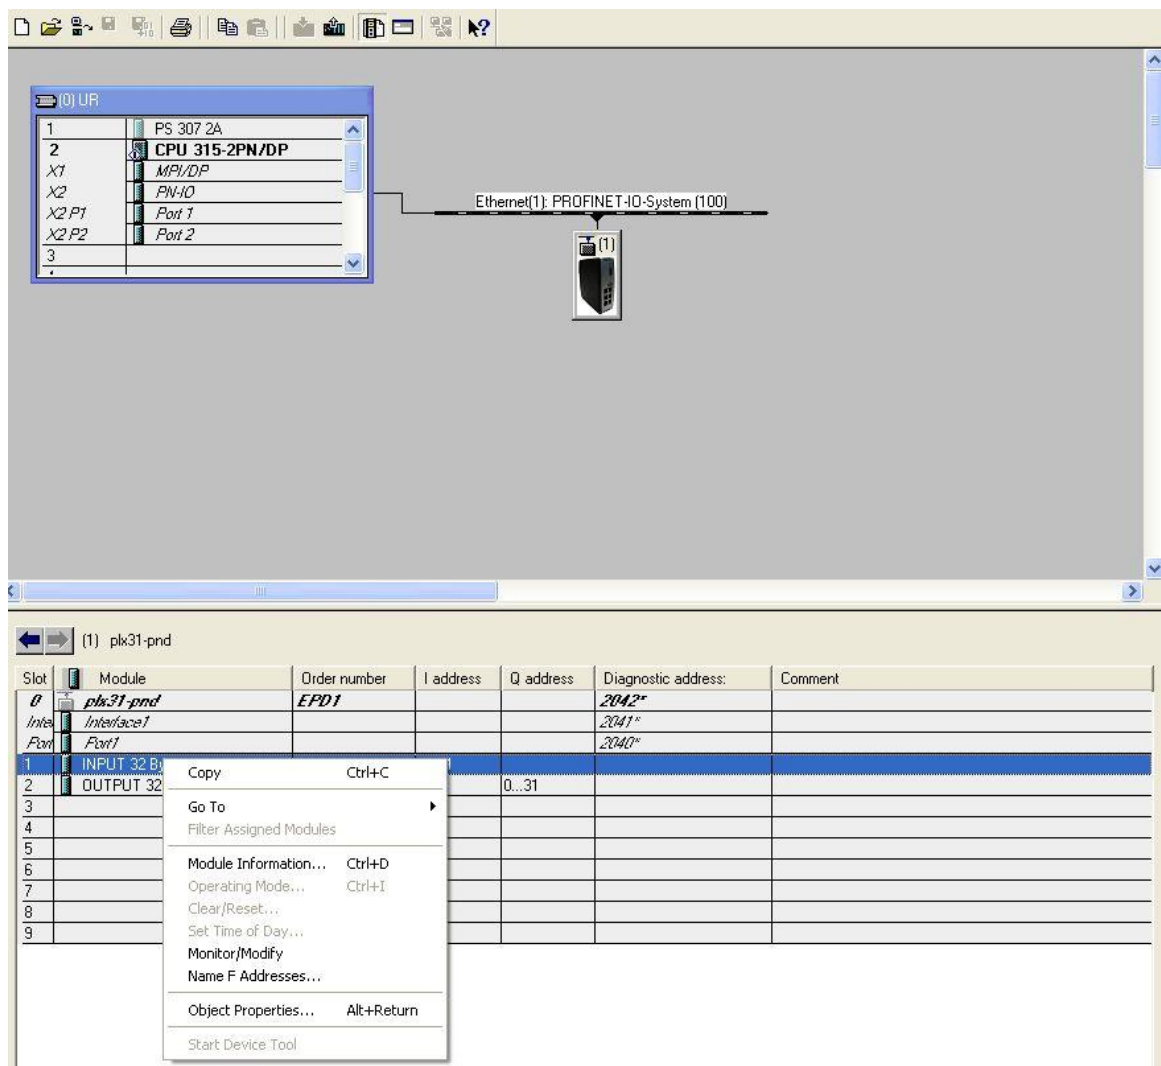 (0) UR
1 PS 307 2A
2 CPU 315-2PN/DP
X1 MPI/DP
X2 PN-IO
X2 P1 Port 1
X2 P2 Port 2
3
Ethernet(1): PROFINET-IO-System (100)
(1)
(1) plx31-pnd
Slot Module Order number I address Q address Diagnostic address: Comment
0 plx31-pnd EPD1 2042*
Inte Interface1 2041*
Port Port1 2040*
1 INPUT 32 By
2 OUTPUT 32 0...31
3
4
5
6
7
8
9
Copy Ctrl+C
Go To
Filter Assigned Modules
Module Information... Ctrl+D
Operating Mode... Ctrl+I
Clear/Reset...
Set Time of Day...
Monitor/Modify
Name F Addresses...
Object Properties... Alt+Return
Start Device Tool